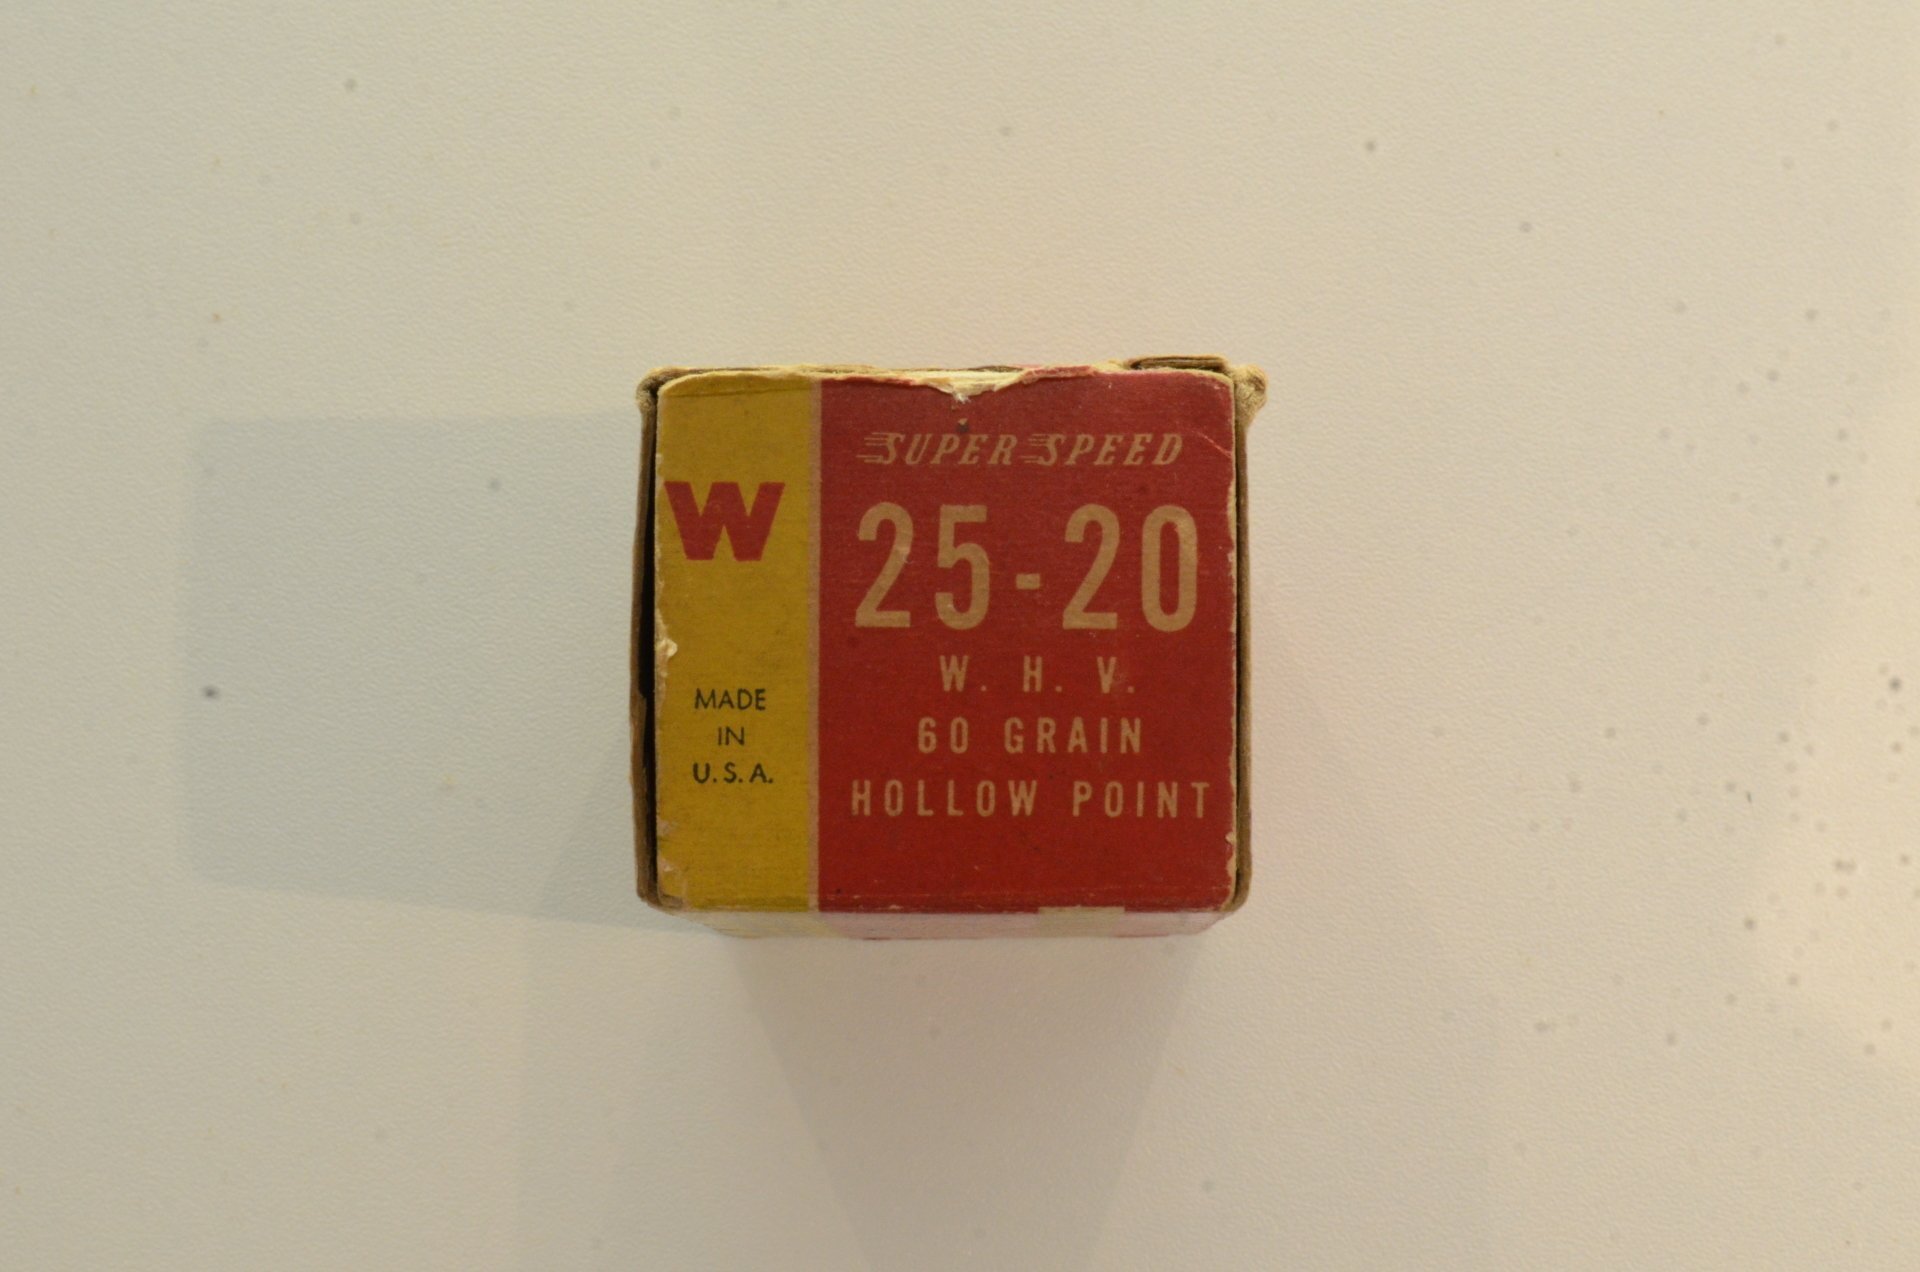 W
MADE
IN
U.S.A.
SUPER SPEED
25-20
W. H. V.
60 GRAIN
HOLLOW POINT